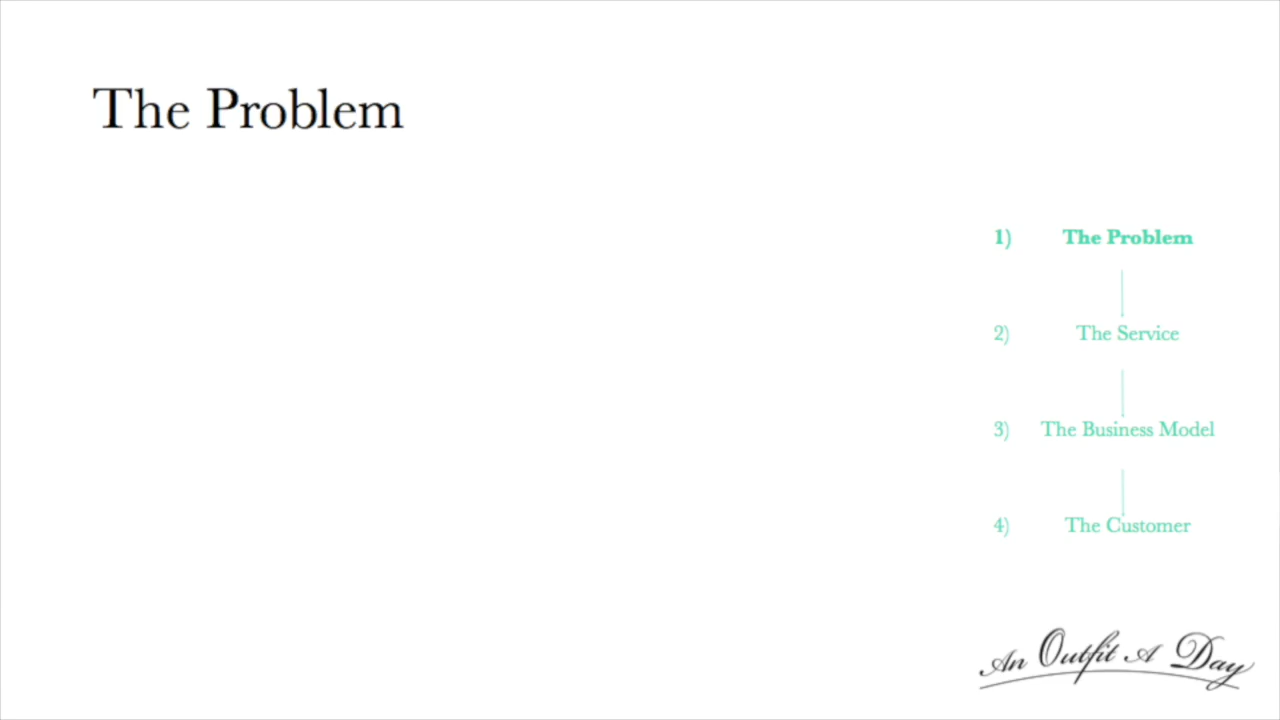 The Problem
1) The Problem
2) The Service
3) The Business Model
4) The Customer
An Outfit A Day